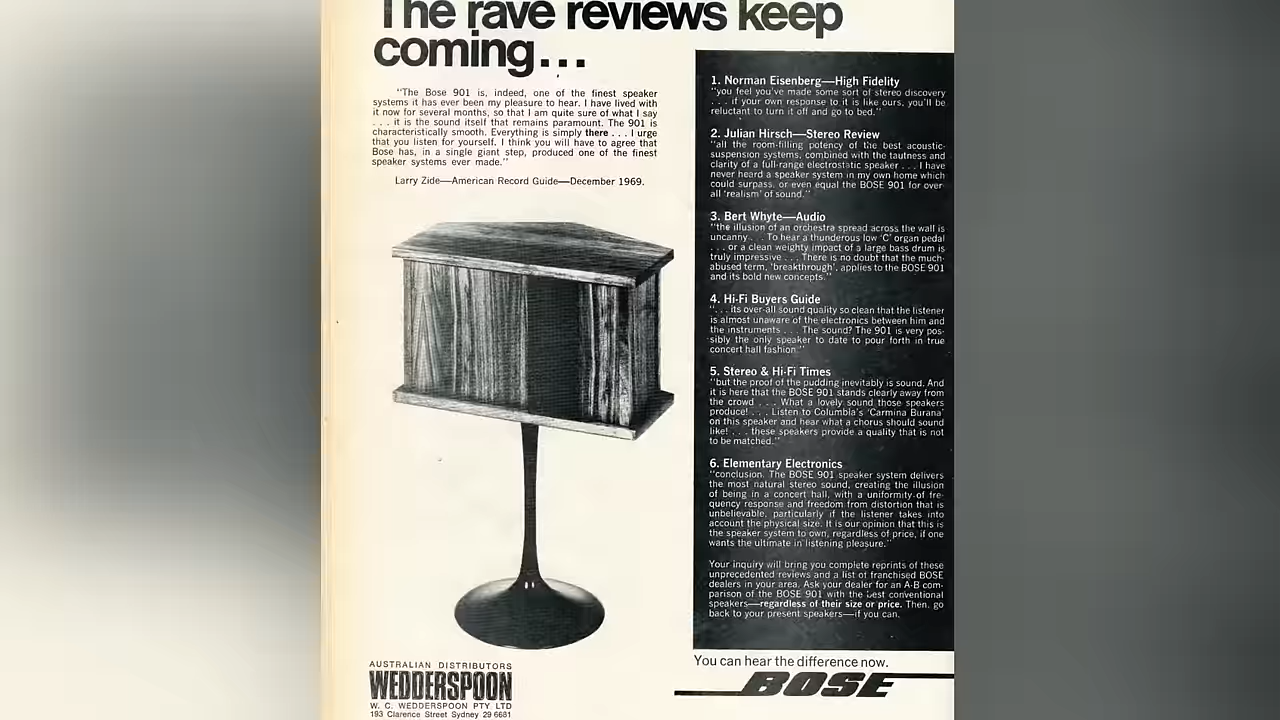 The rave reviews keep
coming...
"The Bose 901 is, indeed, one of the finest speaker
systems it has ever been my pleasure to hear. I have lived with
it now for several months, so that I am quite sure of what I say
. . . it is the sound itself that remains paramount. The 901 is
characteristically smooth. Everything is simply there . . . I urge
that you listen for yourself. I think you will have to agree that
Bose has, in a single giant step, produced one of the finest
speaker systems ever made."
Larry Zide—American Record Guide—December 1969.
1. Norman Eisenberg—High Fidelity
"you feel you've made some sort of stereo discovery
. . . if your own response to it is like ours, you'll be
reluctant to turn it off and go to bed."
2. Julian Hirsch—Stereo Review
"all the room-filling potency of the best acoustic-
suspension systems, combined with the tautness and
clarity of a full-range electrostatic speaker . . . I have
never heard a speaker system in my own home which
could surpass, or even equal the BOSE 901 for over-
all 'realism' of sound."
3. Bert Whyte—Audio
"the illusion of an orchestra spread across the wall is
uncanny . . . To hear a thunderous low 'C' organ pedal
. . . or a clean weighty impact of a large bass drum is
truly impressive . . . There is no doubt that the much-
abused term, 'breakthrough', applies to the BOSE 901
and its bold new concepts."
4. Hi-Fi Buyers Guide
". . . its over-all sound quality so clean that the listener
is almost unaware of the electronics between him and
the instruments . . . The sound? The 901 is very pos-
sibly the only speaker to date to pour forth in true
concert hall fashion."
5. Stereo & Hi-Fi Times
"but the proof of the pudding inevitably is sound. And
it is here that the BOSE 901 stands clearly away from
the crowd . . . What a lovely sound those speakers
produce! . . . Listen to Columbia's 'Carmina Burana'
on this speaker and hear what a chorus should sound
like! . . . these speakers provide a quality that is not
to be matched."
6. Elementary Electronics
"conclusion. The BOSE 901 speaker system delivers
the most natural stereo sound, creating the illusion
of being in a concert hall, with a uniformity-of fre-
quency response and freedom from distortion that is
unbelievable, particularly if the listener takes into
account the physical size. It is our opinion that this is
the speaker system to own, regardless of price, if one
wants the ultimate in listening pleasure."
Your inquiry will bring you complete reprints of these
unprecedented reviews and a list of franchised BOSE
dealers in your area. Ask your dealer for an A-B com-
parison of the BOSE 901 with the best conventional
speakers—regardless of their size or price. Then, go
back to your present speakers—if you can.
You can hear the difference now.
BOSE
AUSTRALIAN DISTRIBUTORS
WEDDERSPOON
W. C. WEDDERSPOON PTY LTD
193 Clarence Street Sydney 29 6681